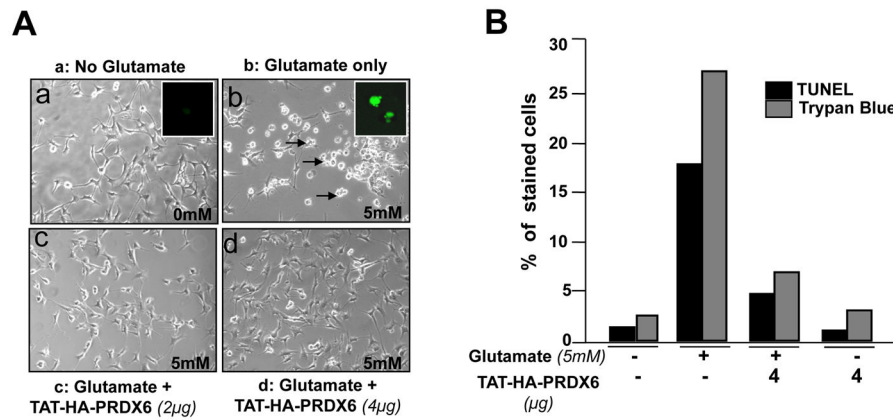 A
a: No Glutamate
b: Glutamate only
a
0mM
b
5mM
c
5mM
d
5mM
c: Glutamate +
TAT-HA-PRDX6 (2µg)
d: Glutamate +
TAT-HA-PRDX6 (4µg)
B
% of stained cells
30
25
20
15
10
5
0
TUNEL
Trypan Blue
Glutamate (5mM) - + + -
TAT-HA-PRDX6 - - 4 4
(µg)